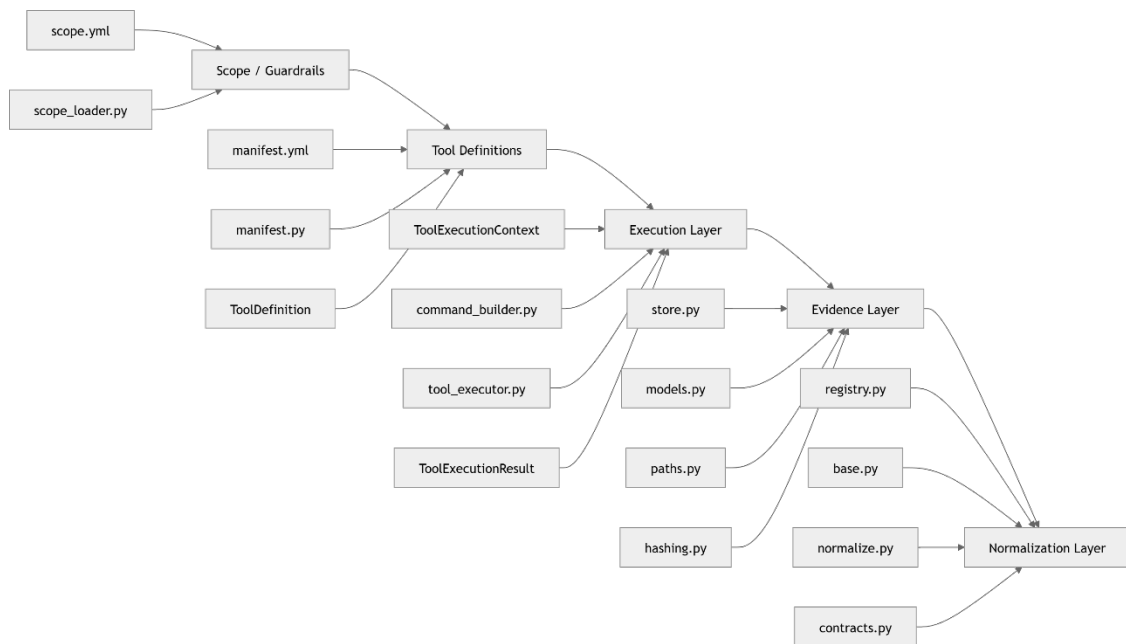 scope.yml
Scope / Guardrails
scope_loader.py
manifest.yml
Tool Definitions
manifest.py
ToolExecutionContext
Execution Layer
ToolDefinition
command_builder.py
store.py
Evidence Layer
tool_executor.py
models.py
registry.py
ToolExecutionResult
paths.py
base.py
hashing.py
normalize.py
Normalization Layer
contracts.py